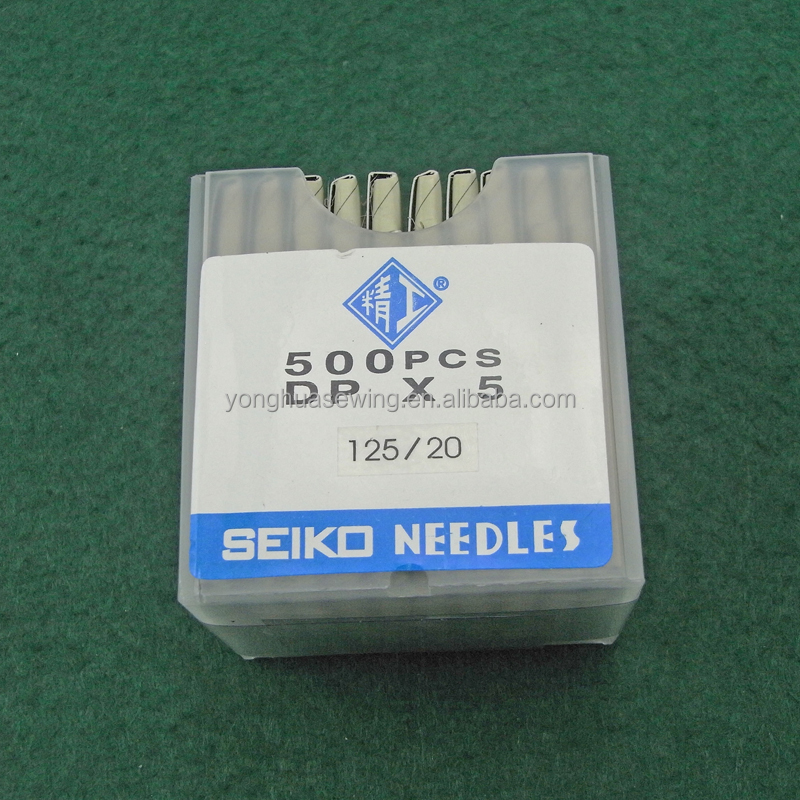 精工®
500PCS
DP X 5
yonghuasewing.en.alibaba.com
125/20
SEIKO NEEDLES